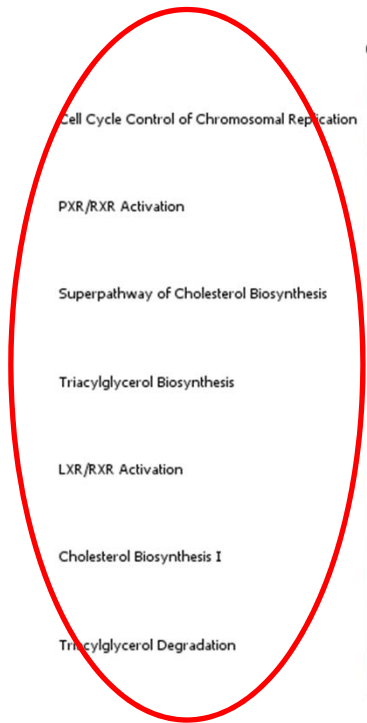 Cell Cycle Control of Chromosomal Replication
PXR/RXR Activation
Superpathway of Cholesterol Biosynthesis
Triacylglycerol Biosynthesis
LXR/RXR Activation
Cholesterol Biosynthesis I
Triacylglycerol Degradation